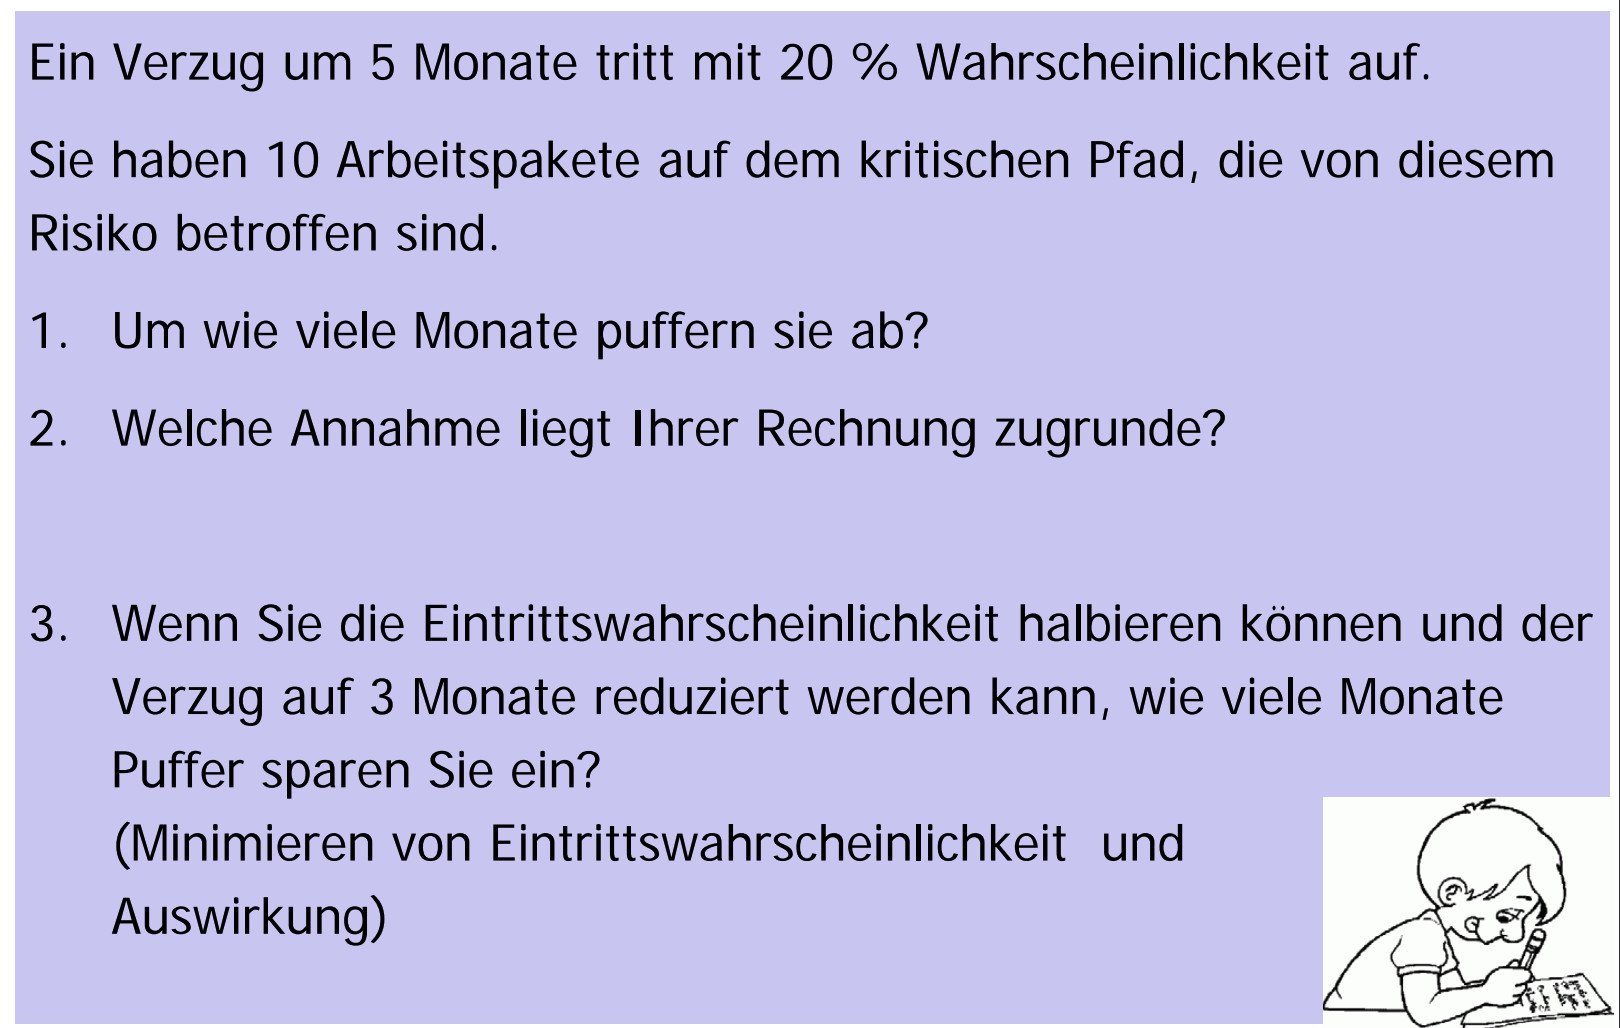 Ein Verzug um 5 Monate tritt mit 20 % Wahrscheinlichkeit auf.
Sie haben 10 Arbeitspakete auf dem kritischen Pfad, die von diesem
Risiko betroffen sind.
1. Um wie viele Monate puffern sie ab?
2. Welche Annahme liegt Ihrer Rechnung zugrunde?
3. Wenn Sie die Eintrittswahrscheinlichkeit halbieren können und der
Verzug auf 3 Monate reduziert werden kann, wie viele Monate
Puffer sparen Sie ein?
(Minimieren von Eintrittswahrscheinlichkeit und
Auswirkung)